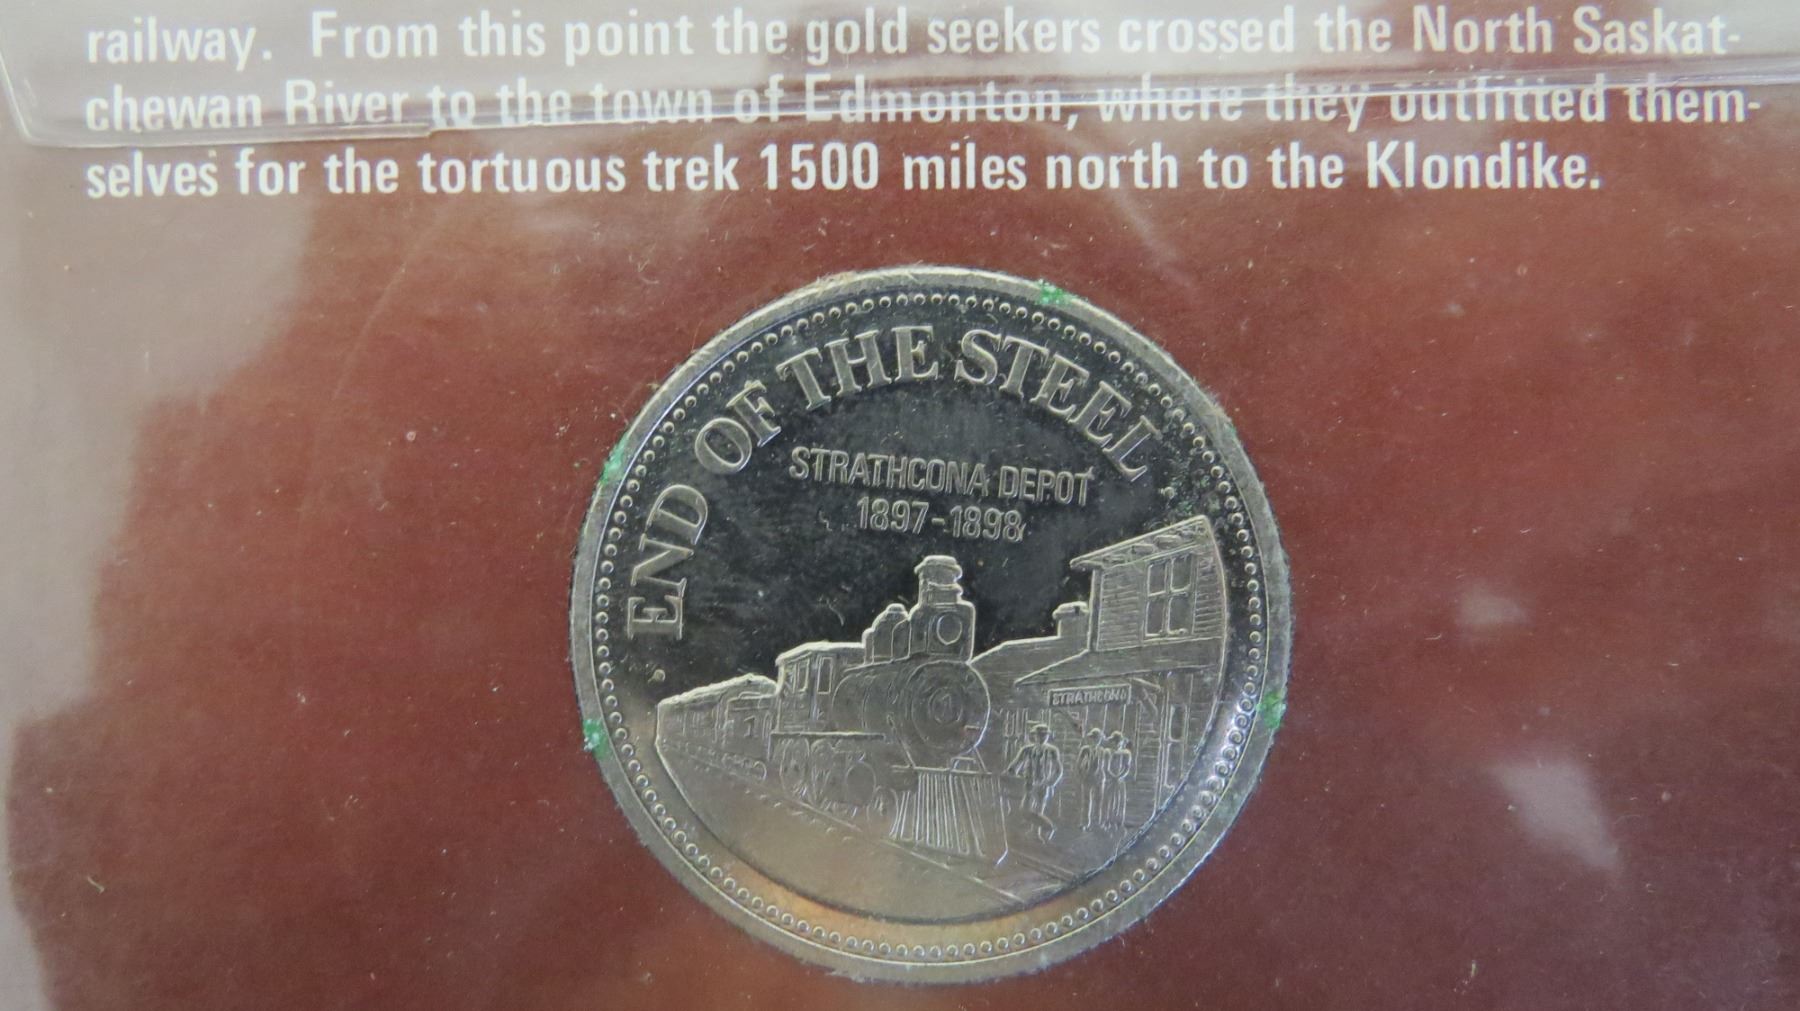 railway. From this point the gold seekers crossed the North Saskat-
chewan River to the town of Edmonton, where they outfitted them-
selves for the tortuous trek 1500 miles north to the Klondike.
END OF THE STEEL
STRATHCONA DEPOT
1897-1898
STRATHCONA
1